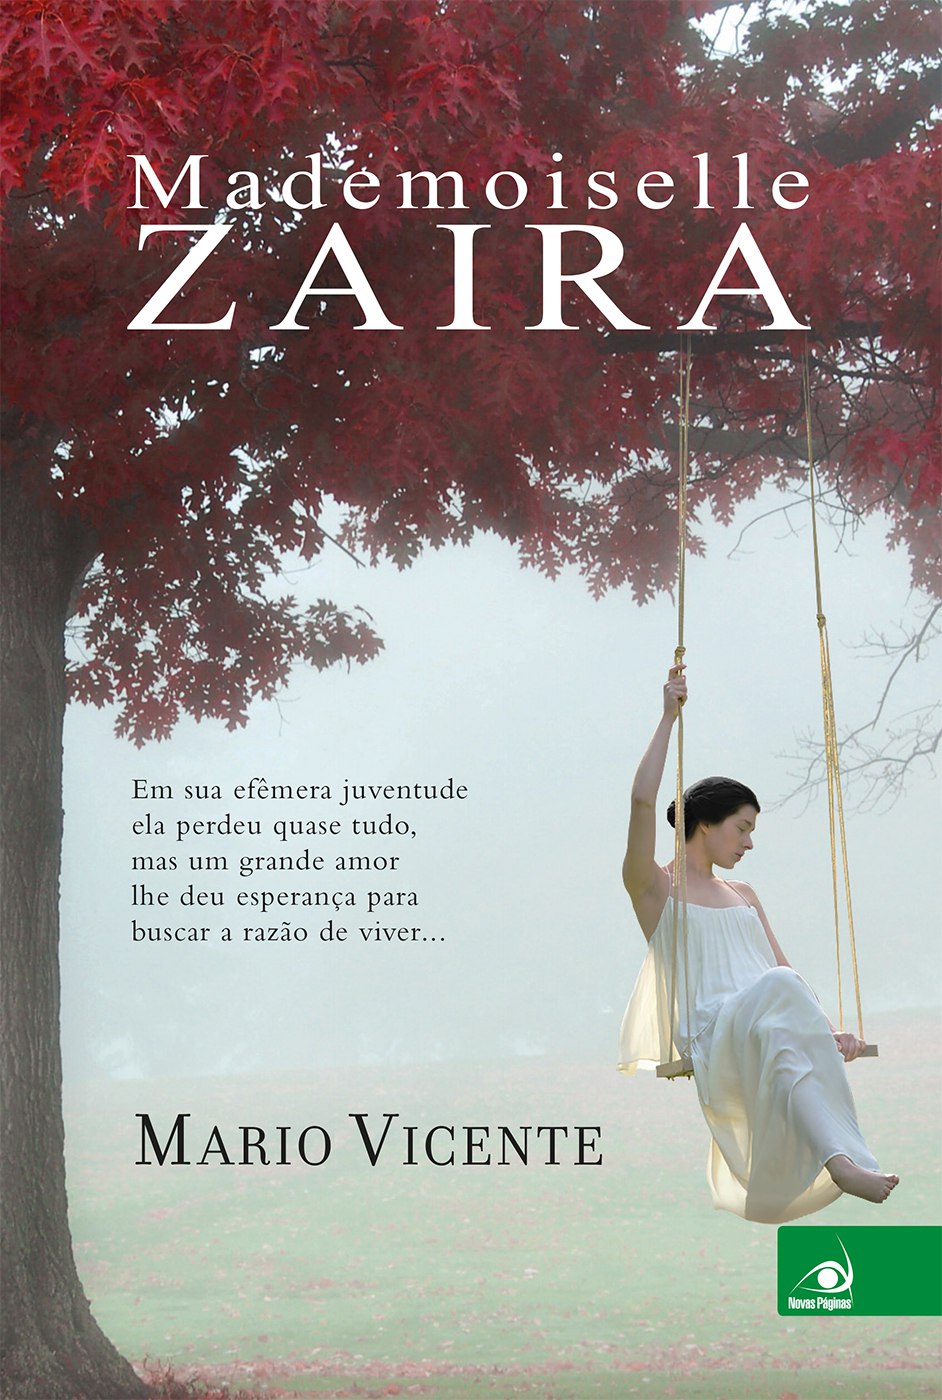 Mademoiselle
ZAIRA
Em sua efêmera juventude
ela perdeu quase tudo,
mas um grande amor
lhe deu esperança para
buscar a razão de viver...
MARIO VICENTE
Novas Páginas